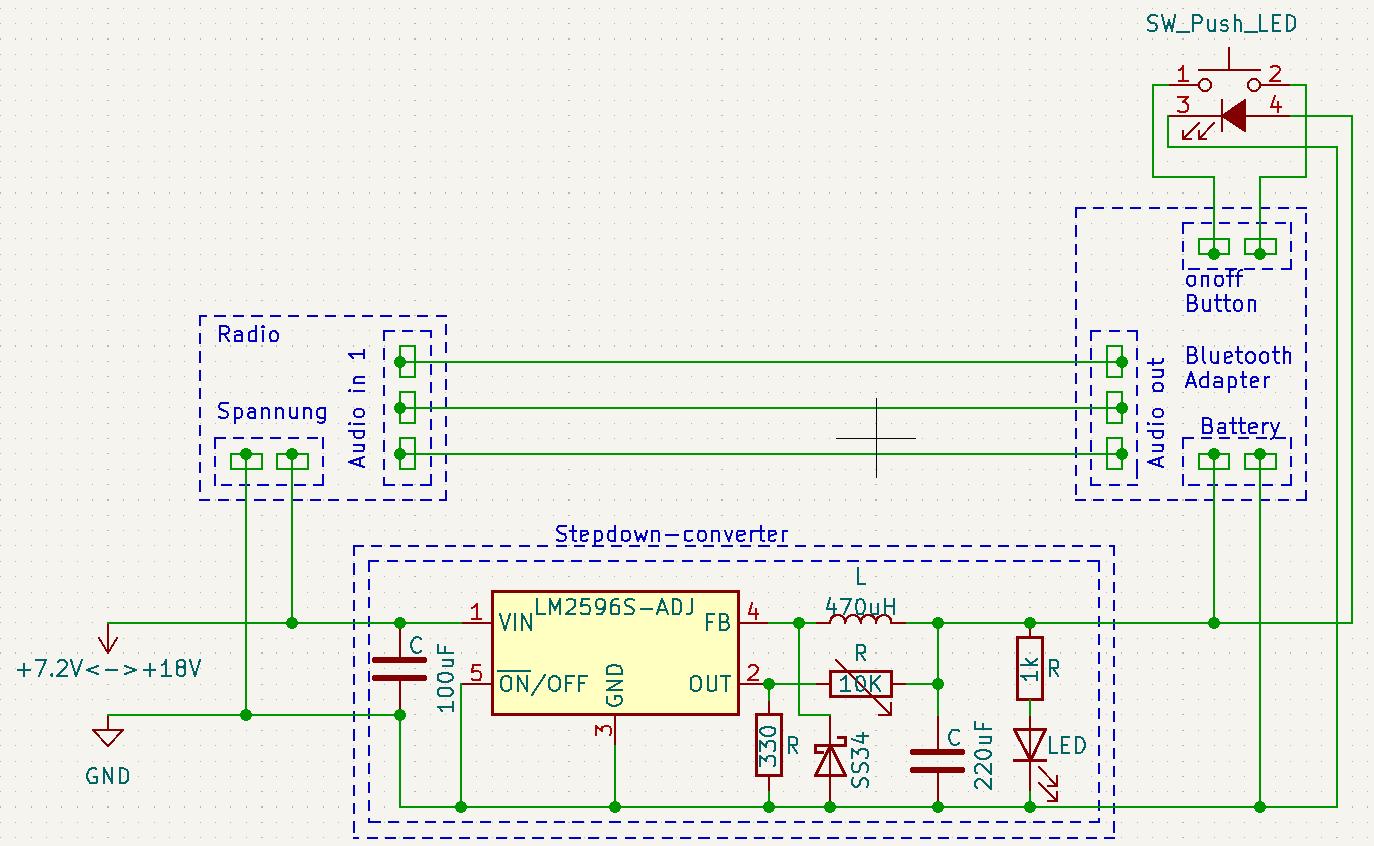 SW_Push_LED
1
2
3
4
onoff
Button
Radio
Audio in 1
Bluetooth
Adapter
Audio out
Spannung
Battery
Stepdown-converter
L
470uH
LM2596S-ADJ
1
VIN
FB
4
C
100uF
+7.2V<->+18V
5
ON/OFF
GND
OUT
2
3
R
10K
1k
R
330
R
SS34
C
220uF
LED
GND